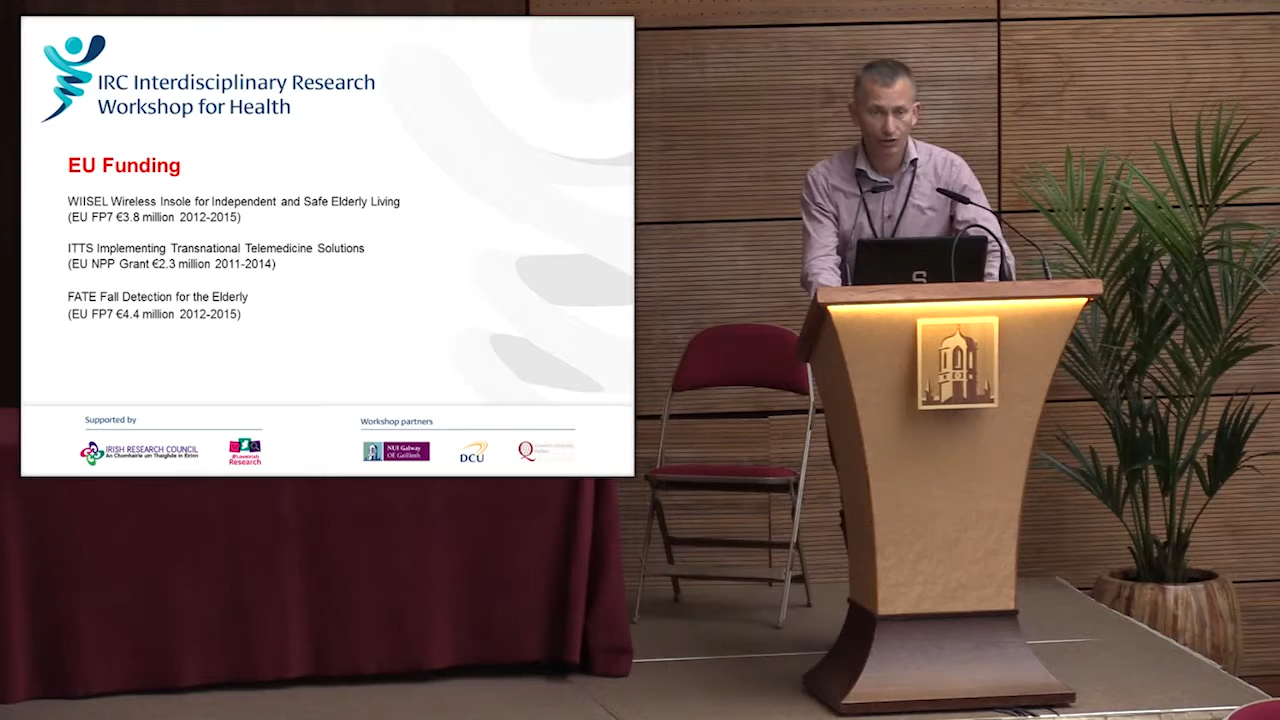 IRC Interdisciplinary Research
Workshop for Health
EU Funding
WIISEL Wireless Insole for Independent and Safe Elderly Living
(EU FP7 €3.8 million 2012-2015)
ITTS Implementing Transnational Telemedicine Solutions
(EU NPP Grant €2.3 million 2011-2014)
FATE Fall Detection for the Elderly
(EU FP7 €4.4 million 2012-2015)
Supported by
Workshop partners
IRISH RESEARCH COUNCIL
An Chomhairle um Thaighde in Éirinn
#LoveIrish
Research
NUI Galway
OÉ Gaillimh
DCU